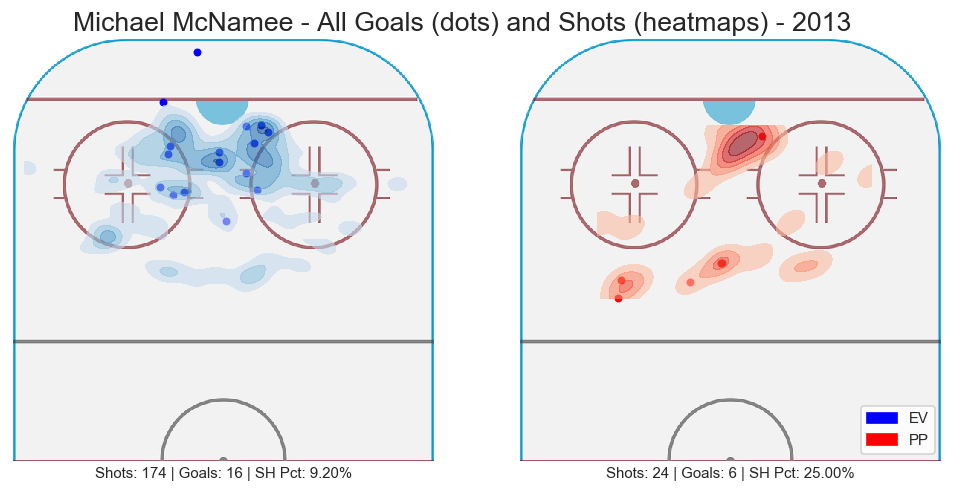 Michael McNamee - All Goals (dots) and Shots (heatmaps) - 2013
EV
PP
Shots: 174 | Goals: 16 | SH Pct: 9.20%
Shots: 24 | Goals: 6 | SH Pct: 25.00%